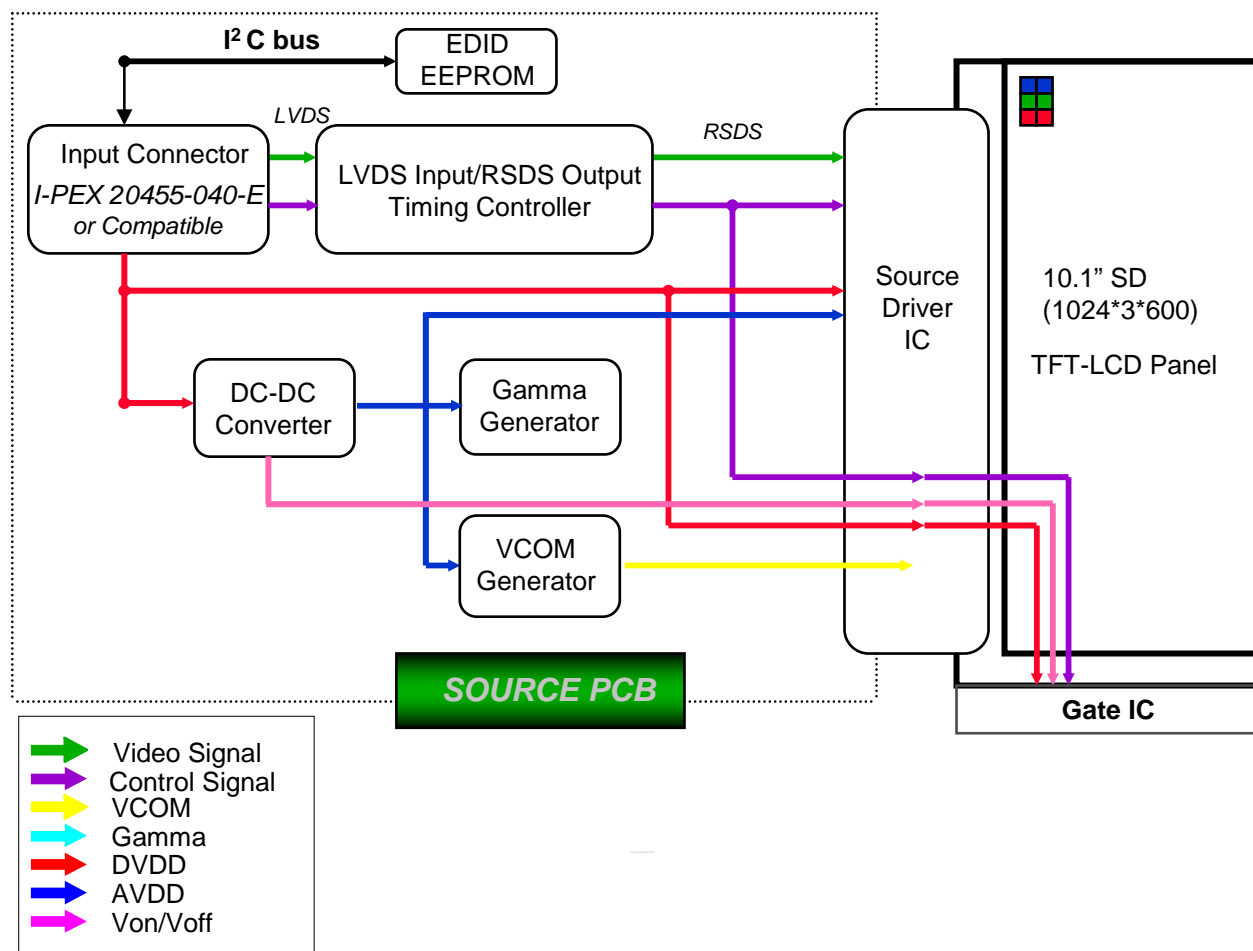 I² C bus
EDID
EEPROM
LVDS
RSDS
Input Connector
I-PEX 20455-040-E
or Compatible
LVDS Input/RSDS Output
Timing Controller
Source
Driver
IC
10.1” SD
(1024*3*600)
TFT-LCD Panel
DC-DC
Converter
Gamma
Generator
VCOM
Generator
SOURCE PCB
Gate IC
Video Signal
Control Signal
VCOM
Gamma
DVDD
AVDD
Von/Voff